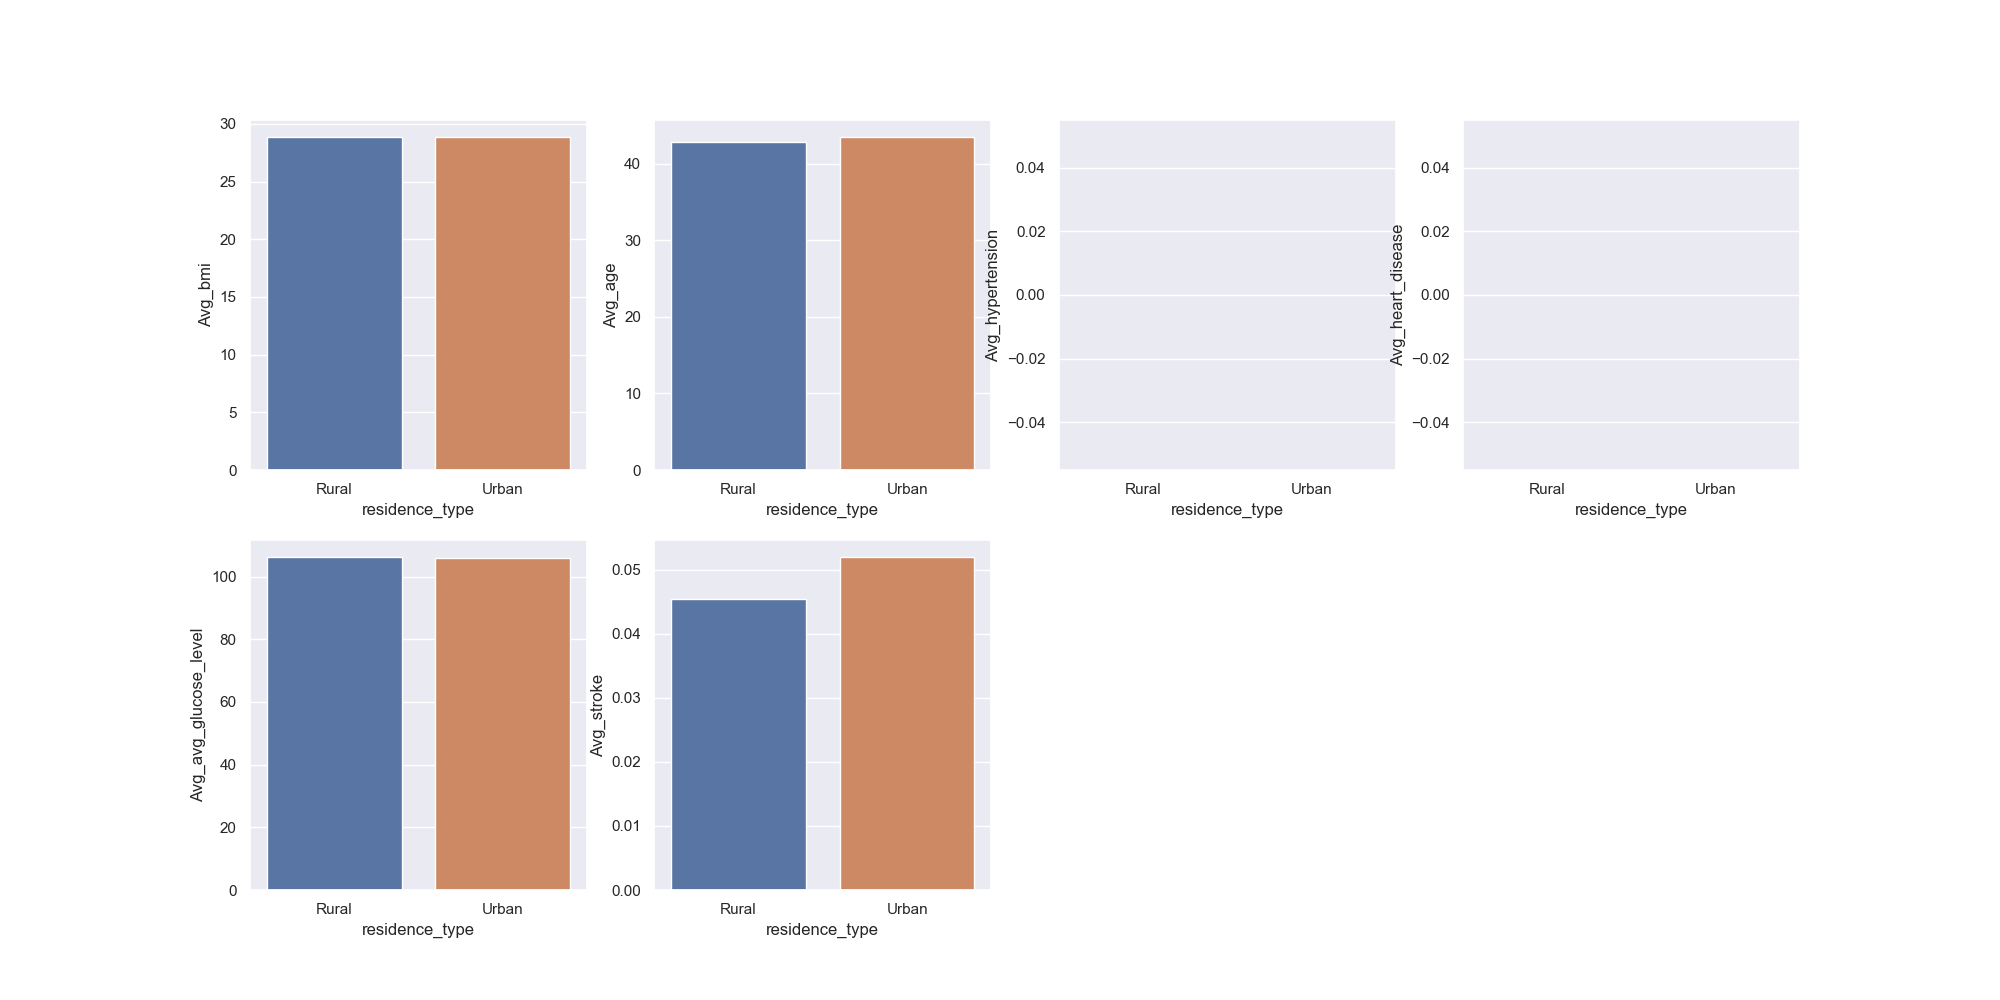 Avg_bmi
30
25
20
15
10
5
0
Rural Urban
residence_type
Avg_age
40
30
20
10
0
Rural Urban
residence_type
Avg_hypertension
0.04
0.02
0.00
−0.02
−0.04
Rural Urban
residence_type
Avg_heart_disease
0.04
0.02
0.00
−0.02
−0.04
Rural Urban
residence_type
Avg_avg_glucose_level
100
80
60
40
20
0
Rural Urban
residence_type
Avg_stroke
0.05
0.04
0.03
0.02
0.01
0.00
Rural Urban
residence_type